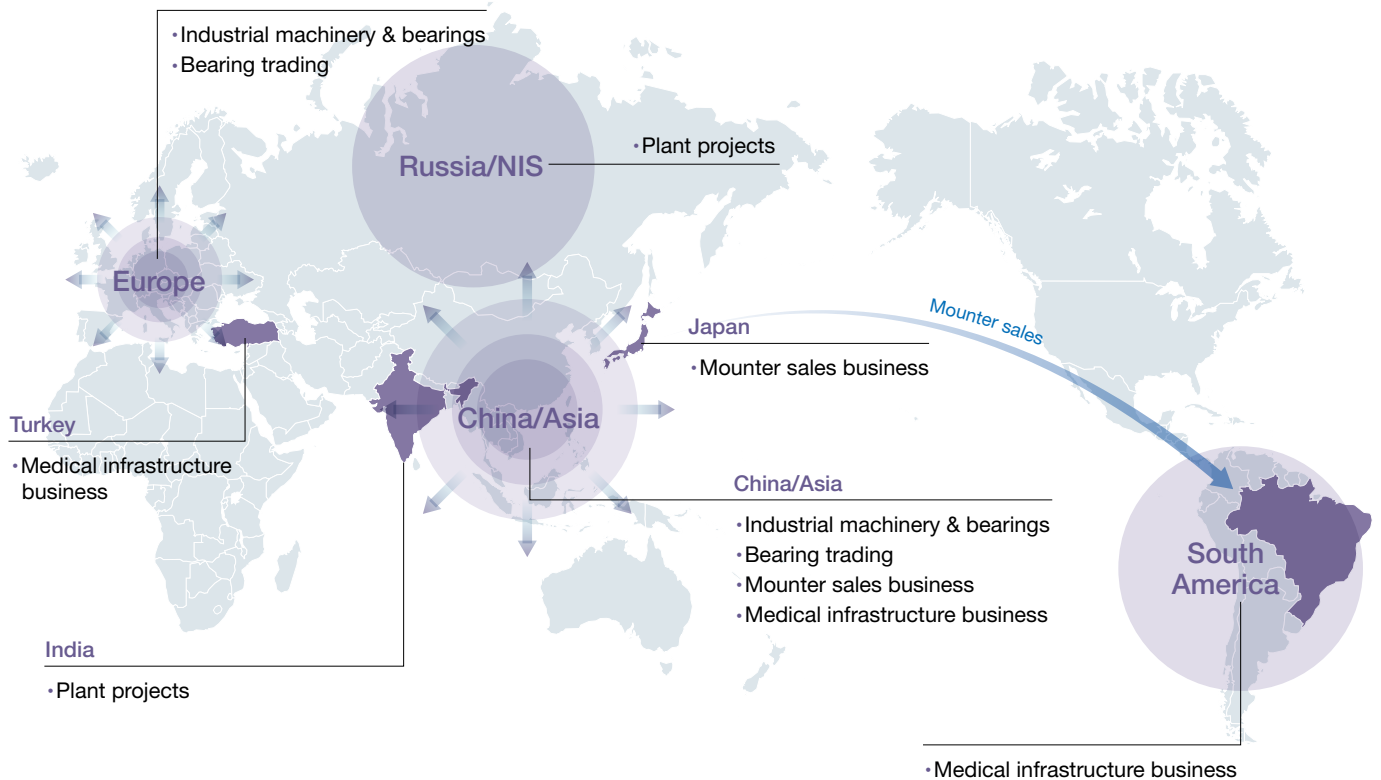 •Industrial machinery & bearings
•Bearing trading
Russia/NIS
•Plant projects
Europe
Mounter sales
Japan
•Mounter sales business
China/Asia
Turkey
•Medical infrastructure
business
China/Asia
•Industrial machinery & bearings
•Bearing trading
•Mounter sales business
•Medical infrastructure business
South
America
India
•Plant projects
•Medical infrastructure business